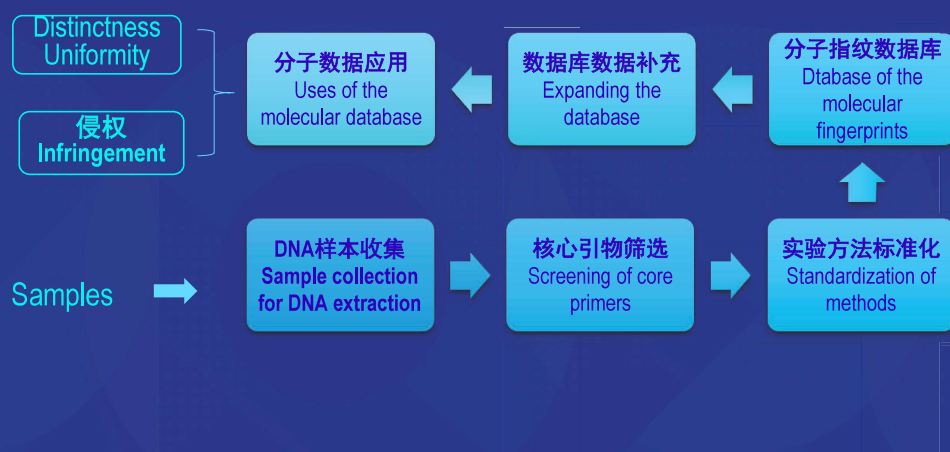 Distinctness
Uniformity
侵权
Infringement
分子数据应用
Uses of the
molecular database
数据库数据补充
Expanding the
database
分子指纹数据库
Dtabase of the
molecular
fingerprints
Samples
DNA样本收集
Sample collection
for DNA extraction
核心引物筛选
Screening of core
primers
实验方法标准化
Standardization of
methods